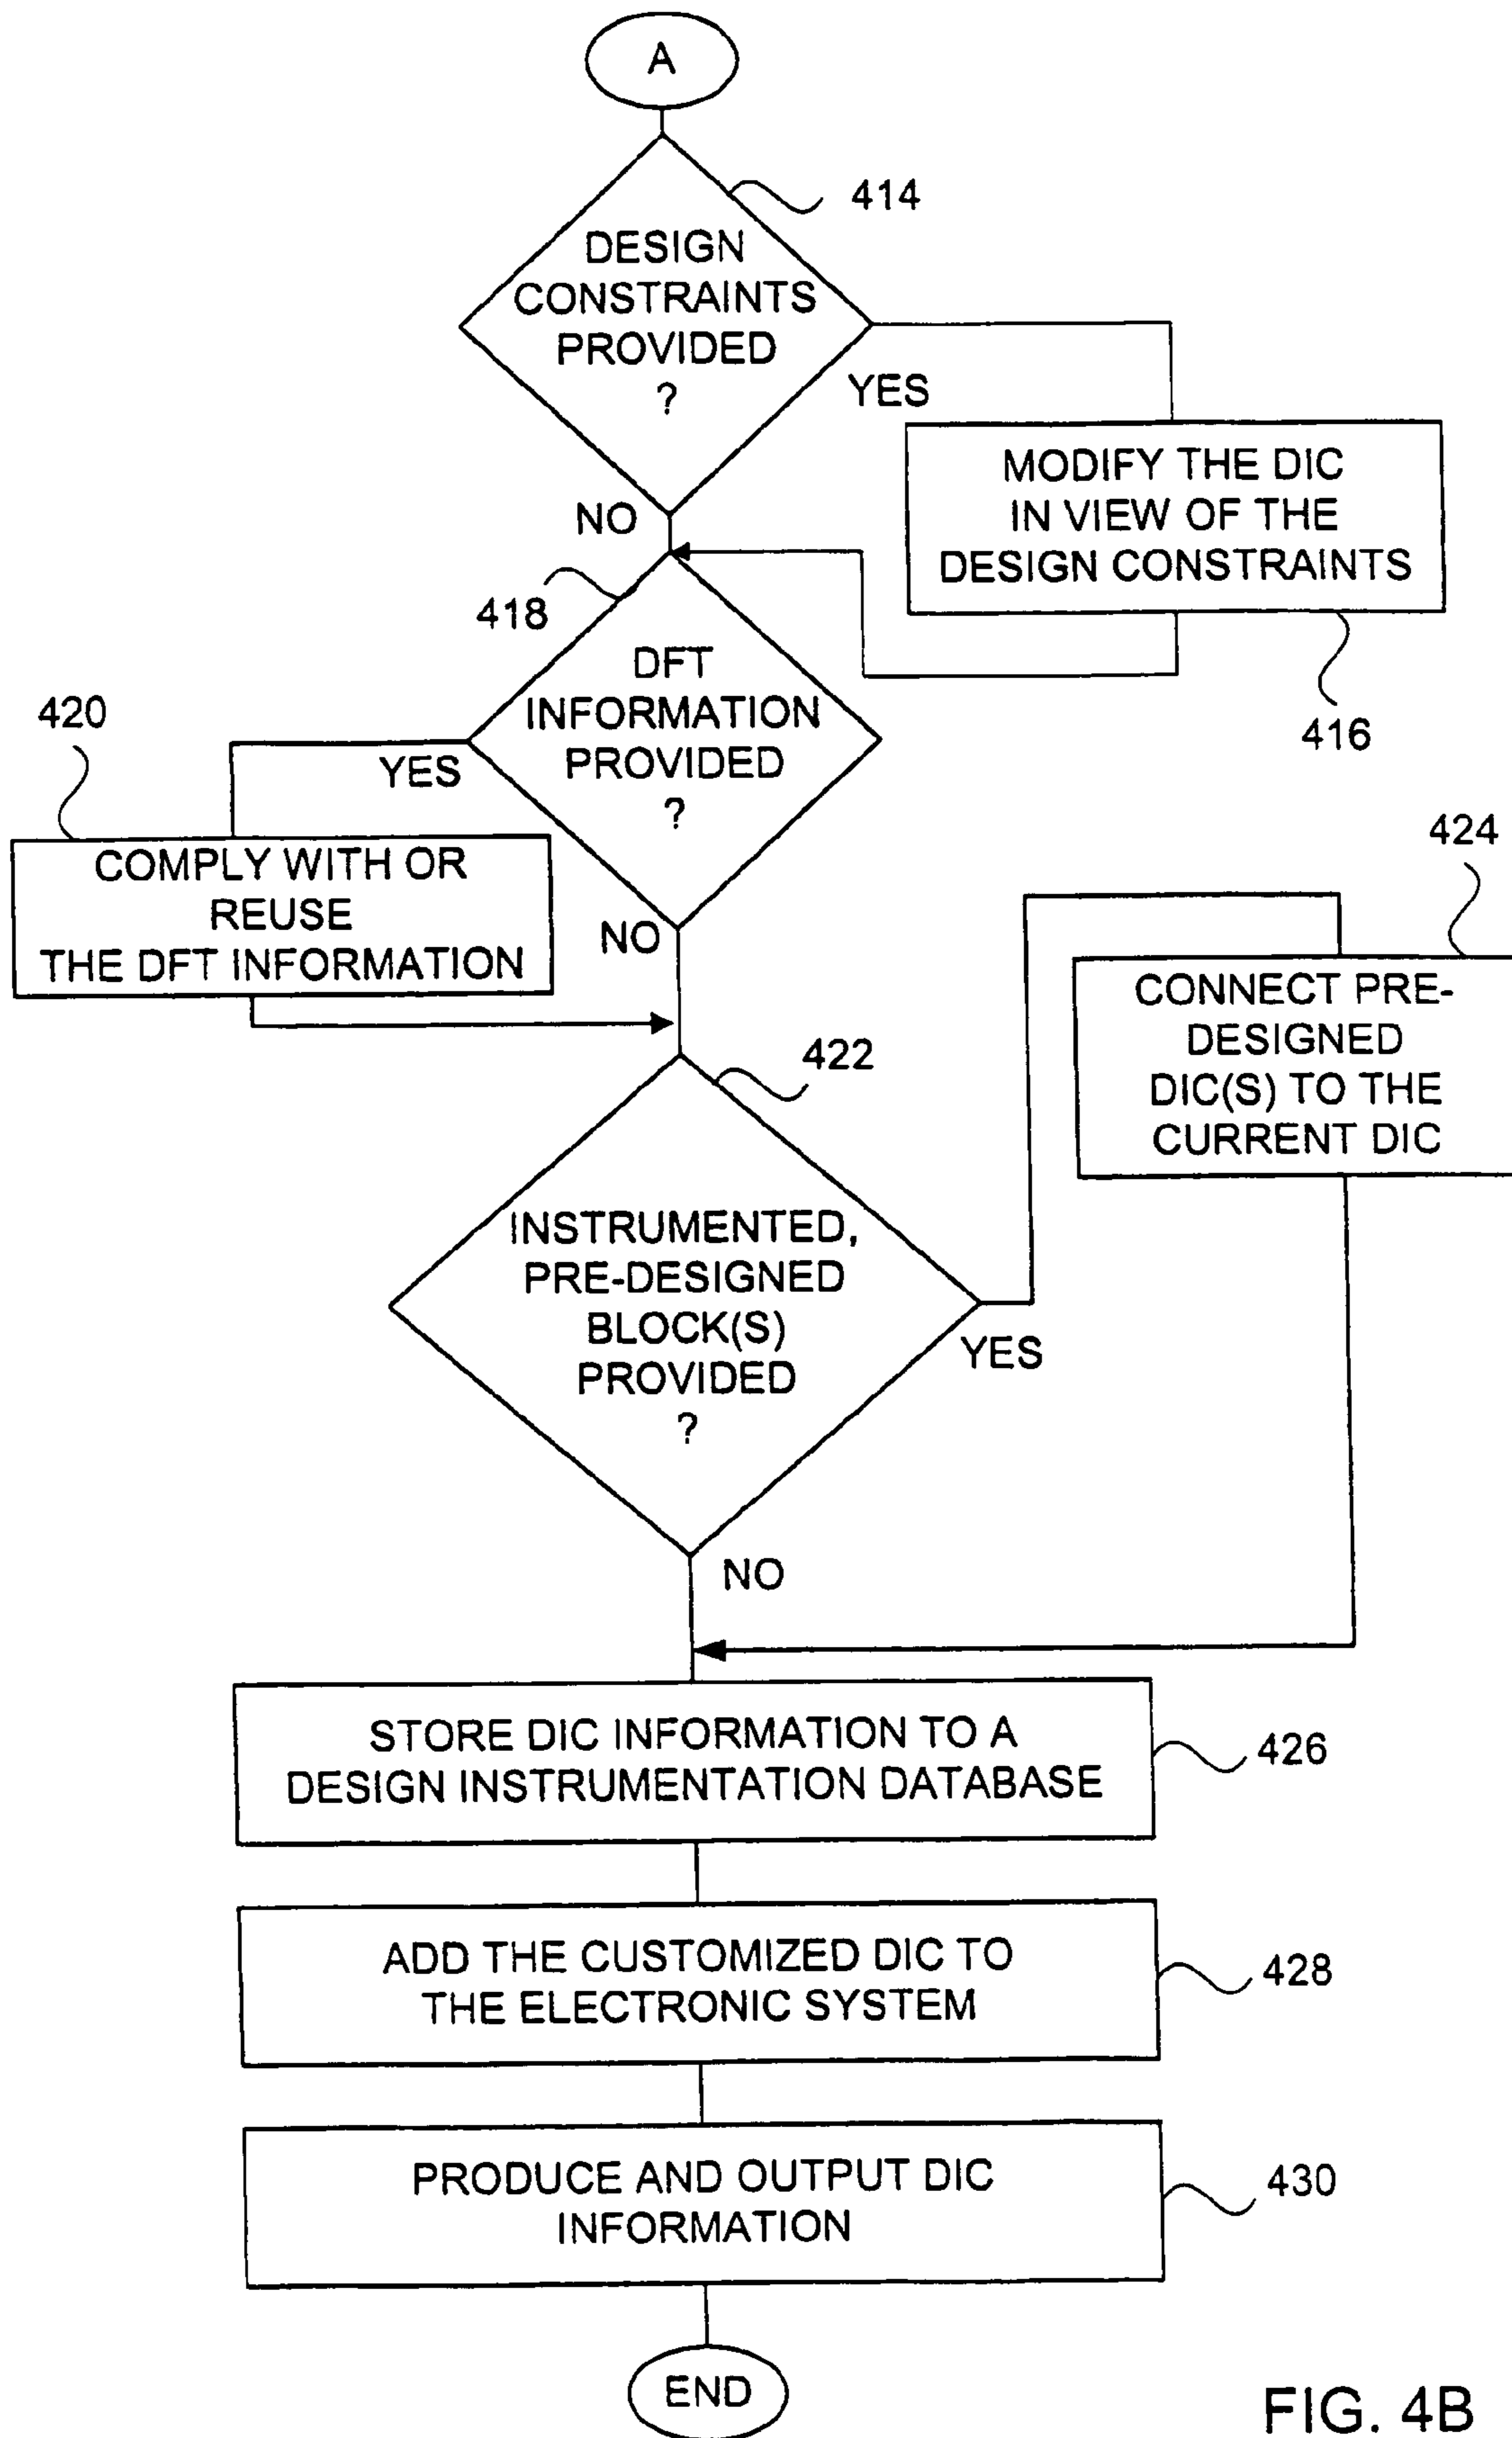 A
414
DESIGN
CONSTRAINTS
PROVIDED
?
YES
MODIFY THE DIC
IN VIEW OF THE
DESIGN CONSTRAINTS
NO
416
418
DFT
INFORMATION
PROVIDED
?
420
YES
COMPLY WITH OR
REUSE
THE DFT INFORMATION
NO
424
CONNECT PRE-
DESIGNED
DIC(S) TO THE
CURRENT DIC
422
INSTRUMENTED,
PRE-DESIGNED
BLOCK(S)
PROVIDED
?
YES
NO
STORE DIC INFORMATION TO A
DESIGN INSTRUMENTATION DATABASE
426
ADD THE CUSTOMIZED DIC TO
THE ELECTRONIC SYSTEM
428
PRODUCE AND OUTPUT DIC
INFORMATION
430
END
FIG. 4B